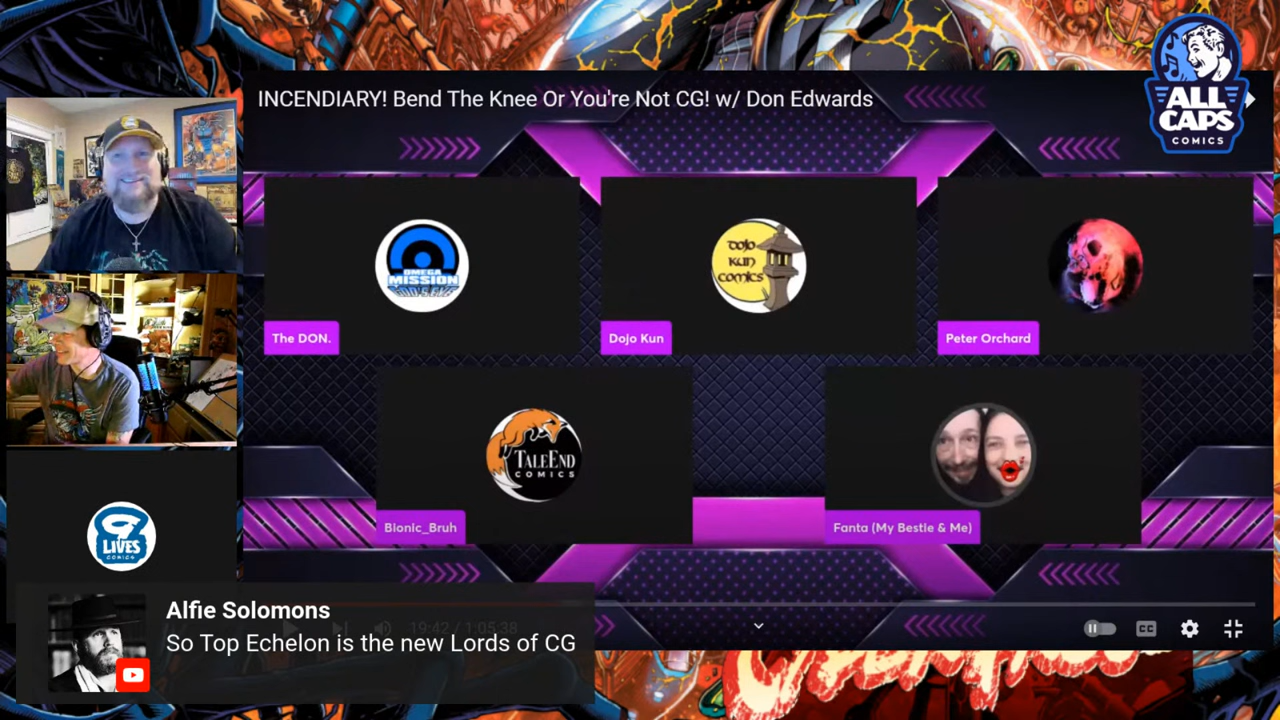 INCENDIARY! Bend The Knee Or You're Not CG! w/ Don Edwards
ALL
CAPS
COMICS
OMEGA
MISSION
The DON.
DOJO
KUN
COMICS
Dojo Kun
Peter Orchard
TALEEND
COMICS
Bionic_Bruh
Fanta (My Bestie & Me)
9
LIVES
COMICS
Alfie Solomons
19:42 / 1:05:38
So Top Echelon is the new Lords of CG
CC